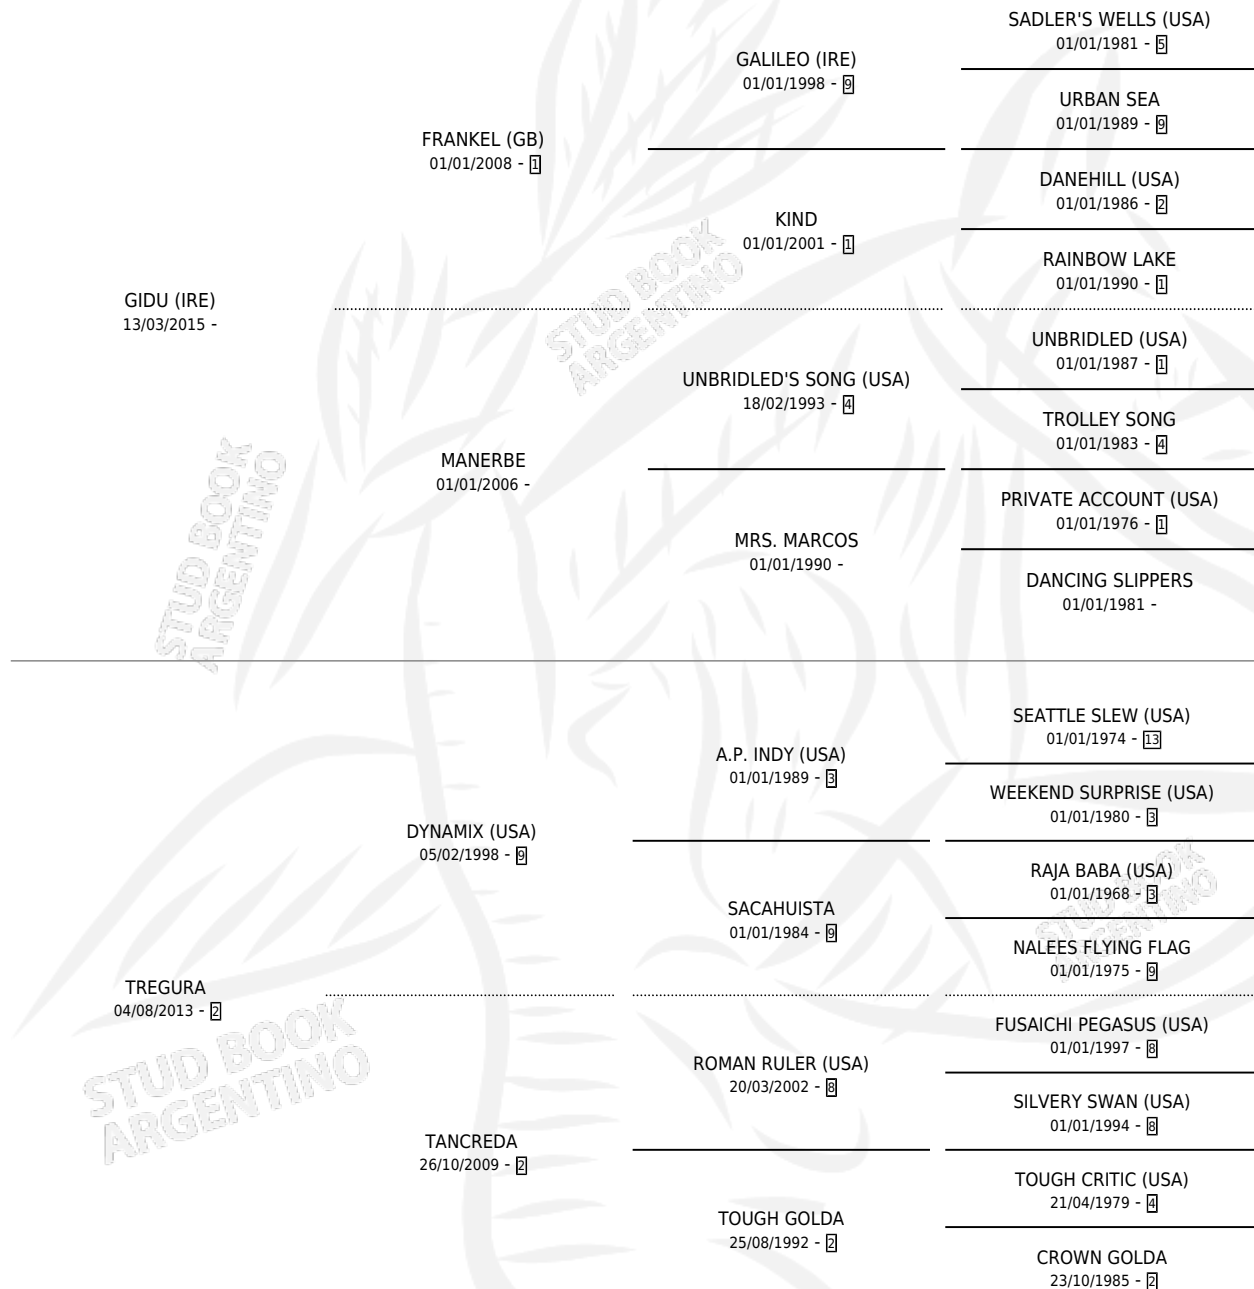 SADLER'S WELLS (USA)
01/01/1981 - 5
GALILEO (IRE)
01/01/1998 - 9
URBAN SEA
01/01/1989 - 9
FRANKEL (GB)
01/01/2008 - 1
DANEHILL (USA)
01/01/1986 - 2
KIND
01/01/2001 - 1
RAINBOW LAKE
01/01/1990 - 1
GIDU (IRE)
13/03/2015 -
UNBRIDLED (USA)
01/01/1987 - 1
UNBRIDLED'S SONG (USA)
18/02/1993 - 4
TROLLEY SONG
01/01/1983 - 4
MANERBE
01/01/2006 -
PRIVATE ACCOUNT (USA)
01/01/1976 - 1
MRS. MARCOS
01/01/1990 -
DANCING SLIPPERS
01/01/1981 -
SEATTLE SLEW (USA)
01/01/1974 - 13
A.P. INDY (USA)
01/01/1989 - 3
WEEKEND SURPRISE (USA)
01/01/1980 - 3
DYNAMIX (USA)
05/02/1998 - 9
RAJA BABA (USA)
01/01/1968 - 3
SACAHUISTA
01/01/1984 - 9
NALEES FLYING FLAG
01/01/1975 - 9
TREGURA
04/08/2013 - 2
FUSAICHI PEGASUS (USA)
01/01/1997 - 8
ROMAN RULER (USA)
20/03/2002 - 8
SILVERY SWAN (USA)
01/01/1994 - 8
TANCREDA
26/10/2009 - 2
TOUGH CRITIC (USA)
21/04/1979 - 4
TOUGH GOLDA
25/08/1992 - 2
CROWN GOLDA
23/10/1985 - 2
STUD BOOK
ARGENTINO
STUD BOOK
ARGENTINO
STUD BOOK
ARGENTINO
STUD BOOK
ARGENTINO